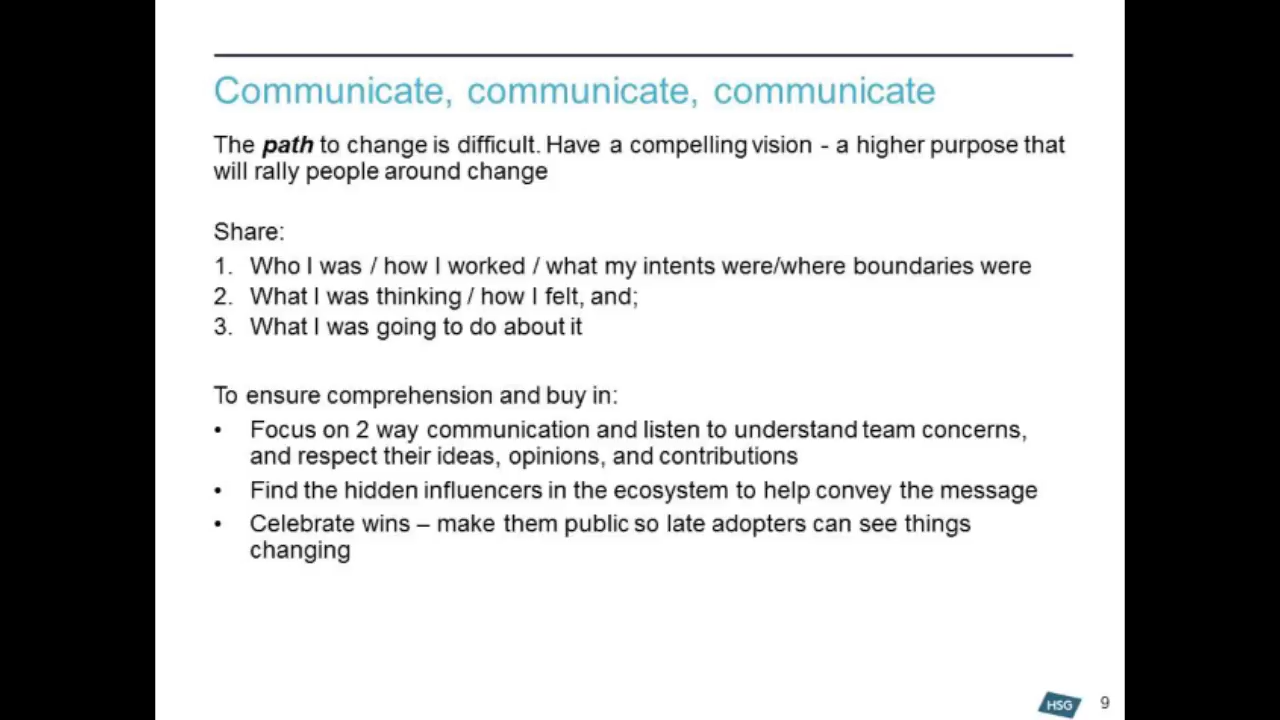 Communicate, communicate, communicate
The path to change is difficult. Have a compelling vision - a higher purpose that
will rally people around change
Share:
1. Who I was / how I worked / what my intents were/where boundaries were
2. What I was thinking / how I felt, and;
3. What I was going to do about it
To ensure comprehension and buy in:
• Focus on 2 way communication and listen to understand team concerns,
and respect their ideas, opinions, and contributions
• Find the hidden influencers in the ecosystem to help convey the message
• Celebrate wins – make them public so late adopters can see things
changing
HSG 9